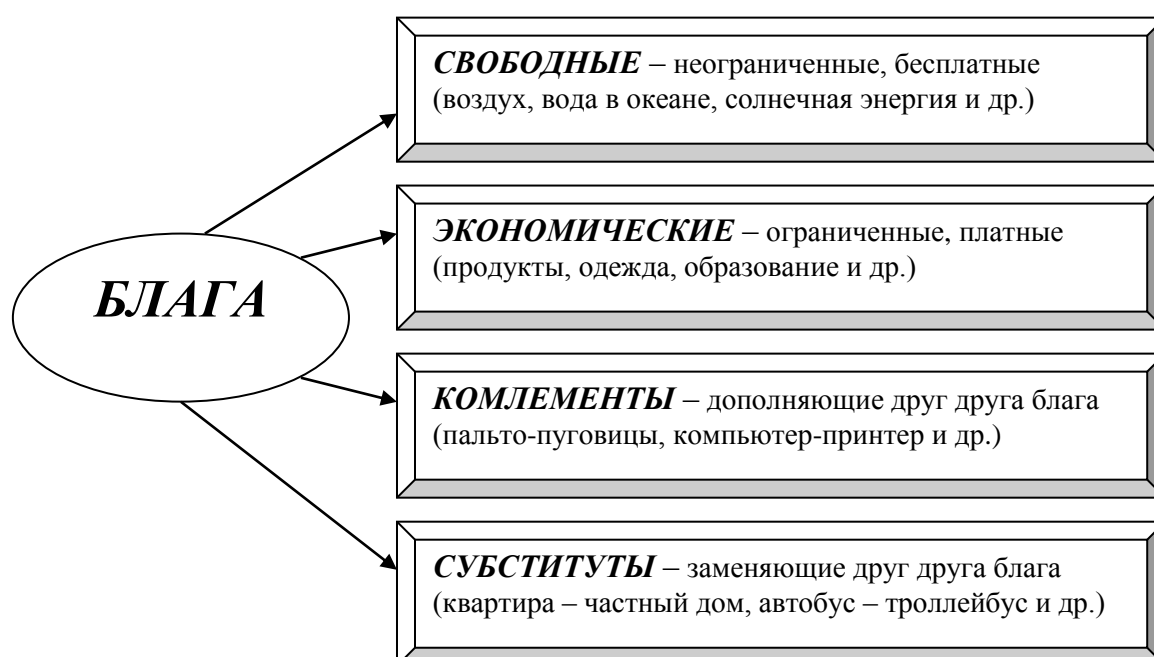 СВОБОДНЫЕ – неограниченные, бесплатные
(воздух, вода в океане, солнечная энергия и др.)
ЭКОНОМИЧЕСКИЕ – ограниченные, платные
(продукты, одежда, образование и др.)
БЛАГА
КОМЛЕМЕНТЫ – дополняющие друг друга блага
(пальто-пуговицы, компьютер-принтер и др.)
СУБСТИТУТЫ – заменяющие друг друга блага
(квартира – частный дом, автобус – троллейбус и др.)